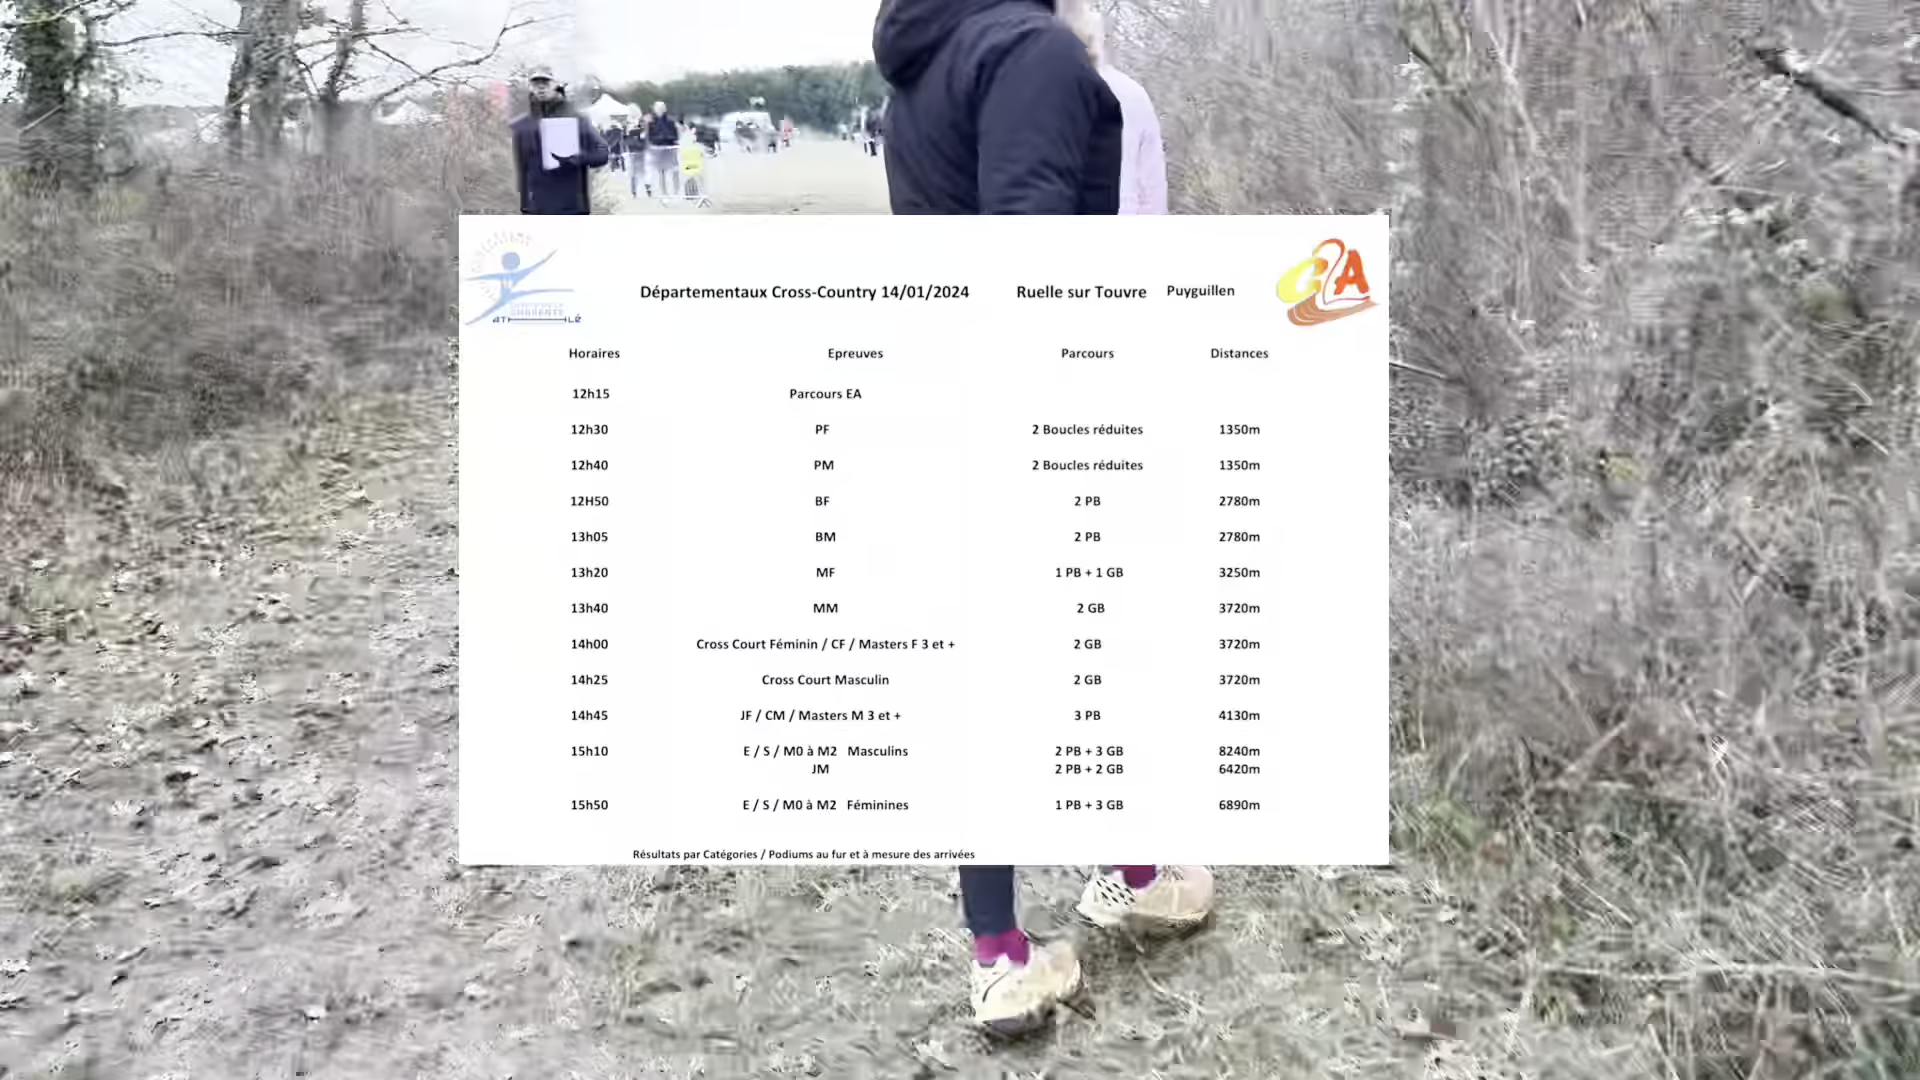 Départementaux Cross-Country 14/01/2024 Ruelle sur Touvre Puyguillen
Horaires Epreuves Parcours Distances
12h15 Parcours EA
12h30 PF 2 Boucles réduites 1350m
12h40 PM 2 Boucles réduites 1350m
12H50 BF 2 PB 2780m
13h05 BM 2 PB 2780m
13h20 MF 1 PB + 1 GB 3250m
13h40 MM 2 GB 3720m
14h00 Cross Court Féminin / CF / Masters F 3 et + 2 GB 3720m
14h25 Cross Court Masculin 2 GB 3720m
14h45 JF / CM / Masters M 3 et + 3 PB 4130m
15h10 E / S / M0 à M2 Masculins 2 PB + 3 GB 8240m
JM 2 PB + 2 GB 6420m
15h50 E / S / M0 à M2 Féminines 1 PB + 3 GB 6890m
Résultats par Catégories / Podiums au fur et à mesure des arrivées
G2A
CHARENTE